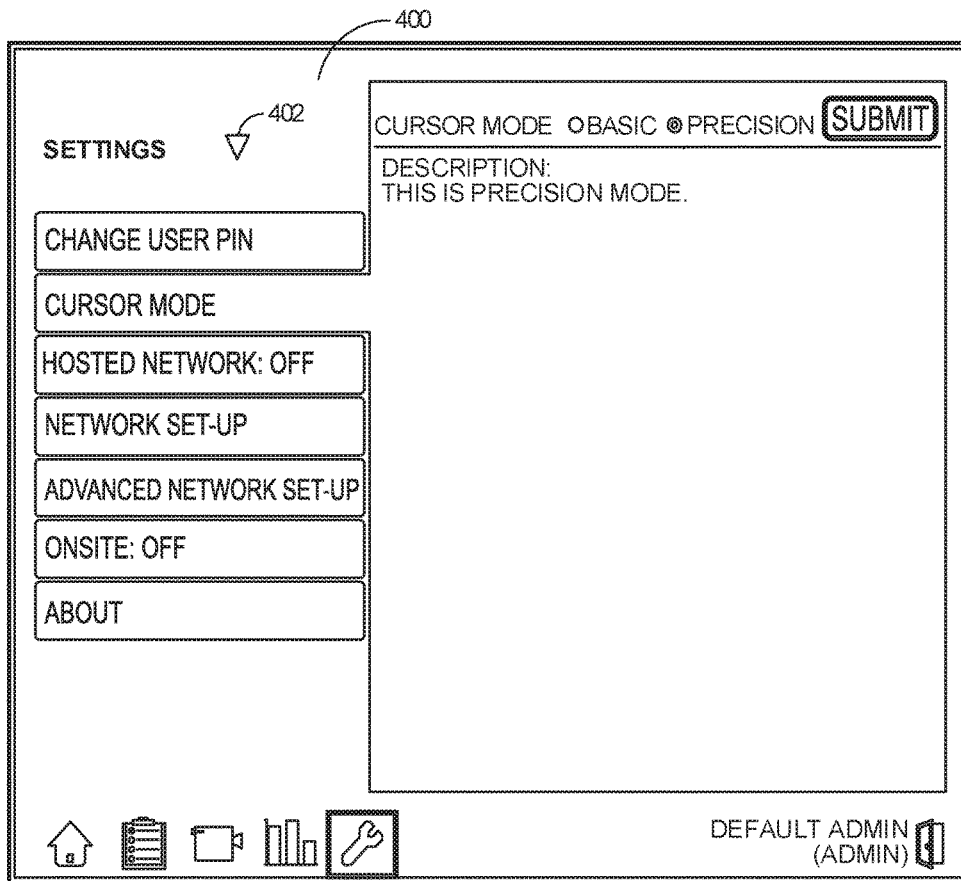 400
402
SETTINGS
CURSOR MODE BASIC PRECISION SUBMIT
DESCRIPTION:
THIS IS PRECISION MODE.
CHANGE USER PIN
CURSOR MODE
HOSTED NETWORK: OFF
NETWORK SET-UP
ADVANCED NETWORK SET-UP
ONSITE: OFF
ABOUT
DEFAULT ADMIN
(ADMIN)